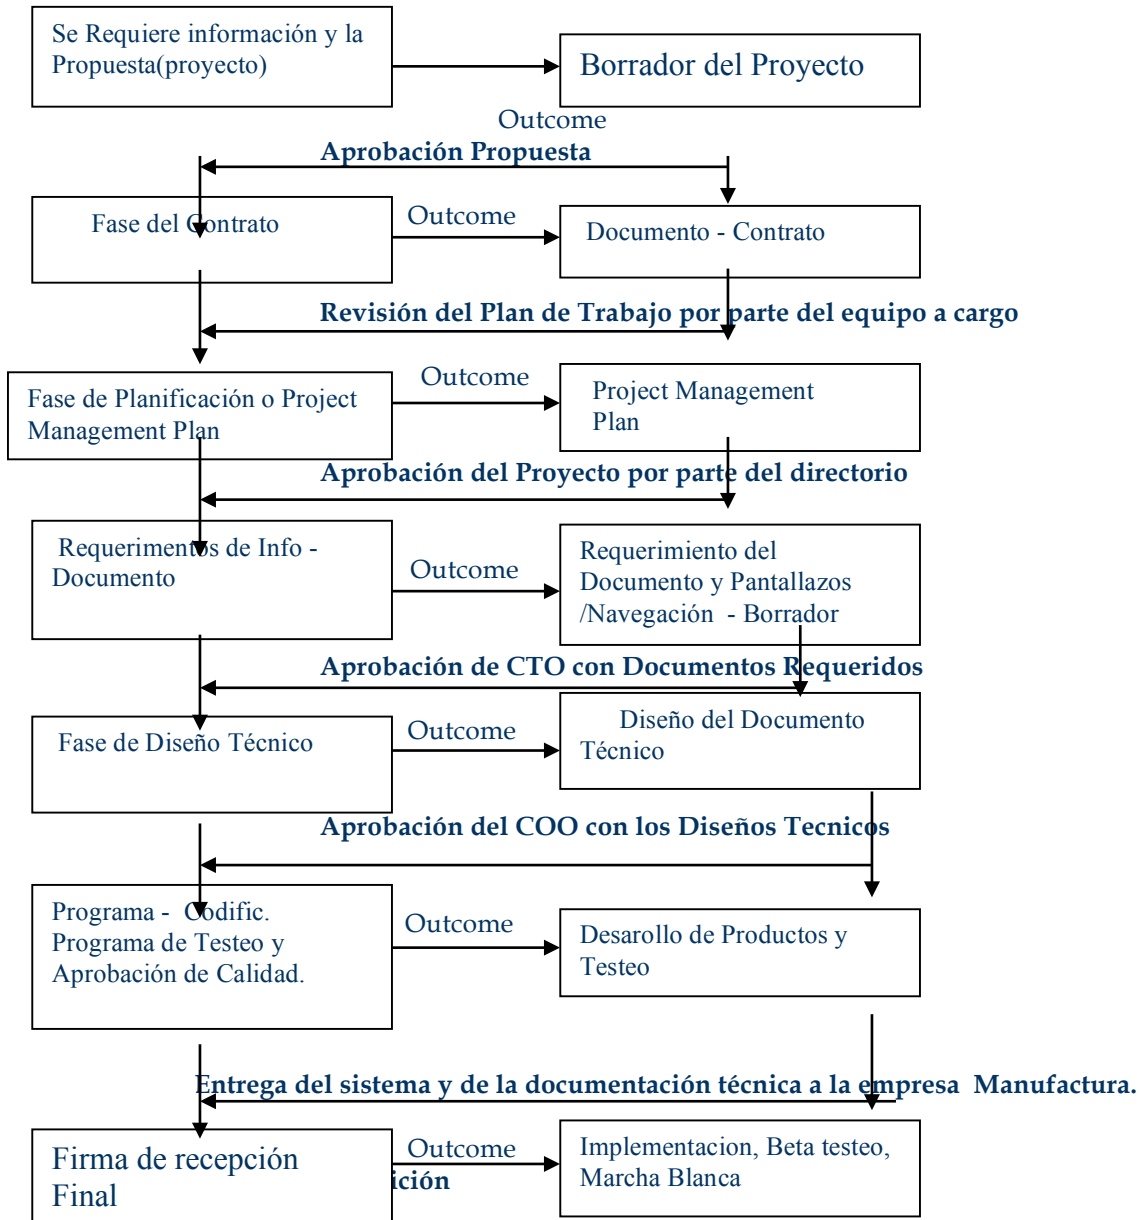 Se Requiere información y la
Propuesta(proyecto)
Borrador del Proyecto
Outcome
Aprobación Propuesta
Fase del Contrato
Outcome
Documento - Contrato
Revisión del Plan de Trabajo por parte del equipo a cargo
Fase de Planificación o Project
Management Plan
Outcome
Project Management
Plan
Aprobación del Proyecto por parte del directorio
Requerimentos de Info -
Documento
Outcome
Requerimiento del
Documento y Pantallazos
/Navegación - Borrador
Aprobación de CTO con Documentos Requeridos
Fase de Diseño Técnico
Outcome
Diseño del Documento
Técnico
Aprobación del COO con los Diseños Tecnicos
Programa - Codific.
Programa de Testeo y
Aprobación de Calidad.
Outcome
Desarollo de Productos y
Testeo
Entrega del sistema y de la documentación técnica a la empresa Manufactura.
Firma de recepción
Final
Outcome
ición
Implementacion, Beta testeo,
Marcha Blanca